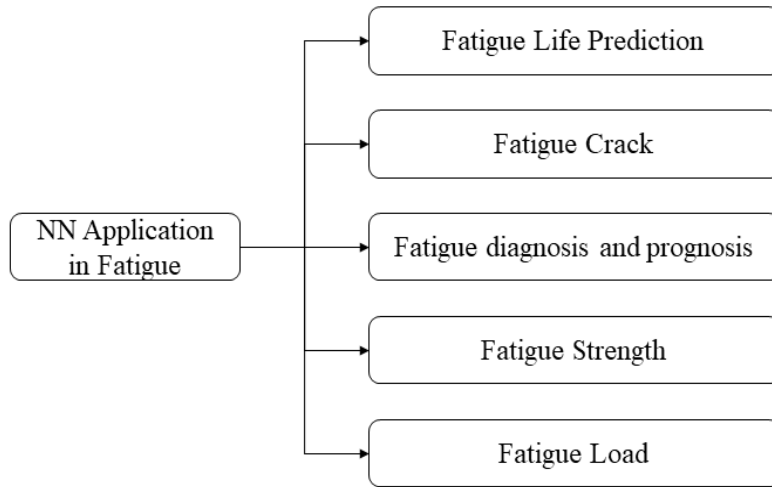 Fatigue Life Prediction
Fatigue Crack
NN Application
in Fatigue
Fatigue diagnosis and prognosis
Fatigue Strength
Fatigue Load